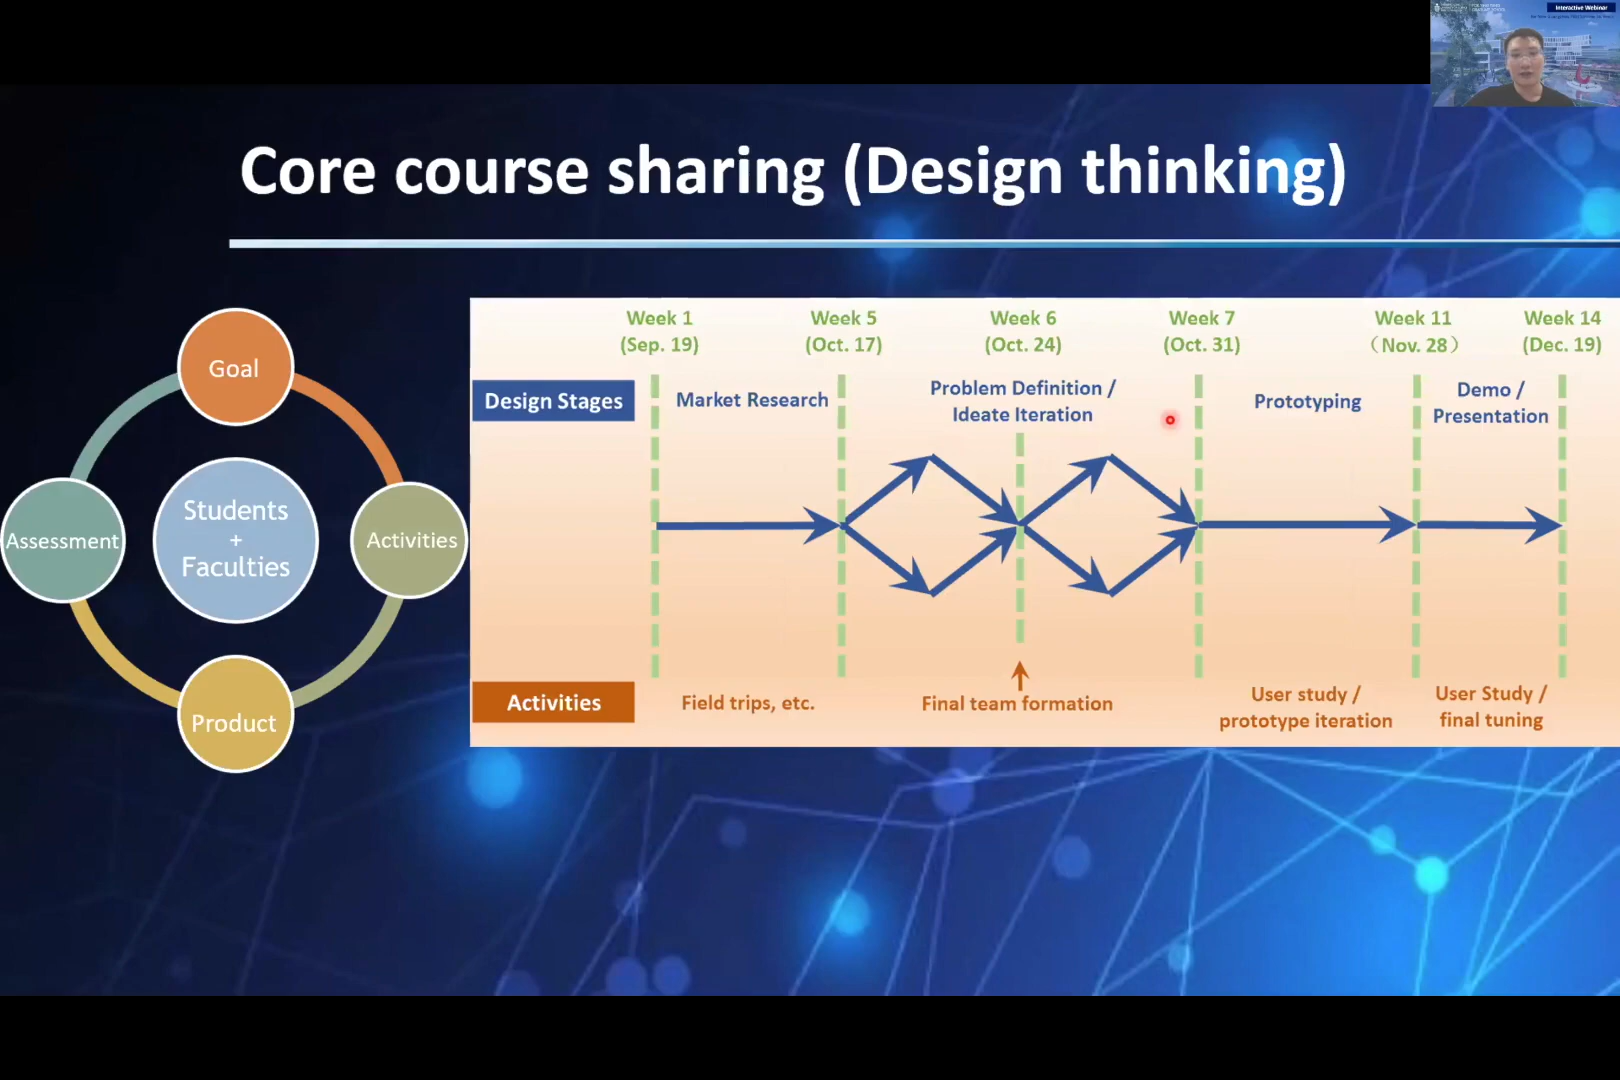 Interactive Webinar
Core course sharing (Design thinking)
Goal
Students
+
Faculties
Assessment
Activities
Product
Week 1
(Sep. 19)
Week 5
(Oct. 17)
Week 6
(Oct. 24)
Week 7
(Oct. 31)
Week 11
（Nov. 28）
Week 14
(Dec. 19)
Design Stages
Market Research
Problem Definition /
Ideate Iteration
Prototyping
Demo /
Presentation
Activities
Field trips, etc.
Final team formation
User study /
prototype iteration
User Study /
final tuning